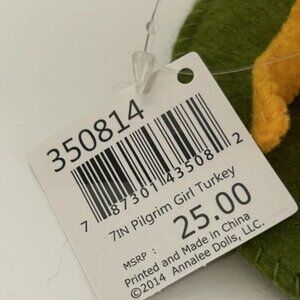 350814
7 87301 43508 2
7IN Pilgrim Girl Turkey
MSRP : 25.00
Printed and Made in China
©2014 Annalee Dolls, LLC.